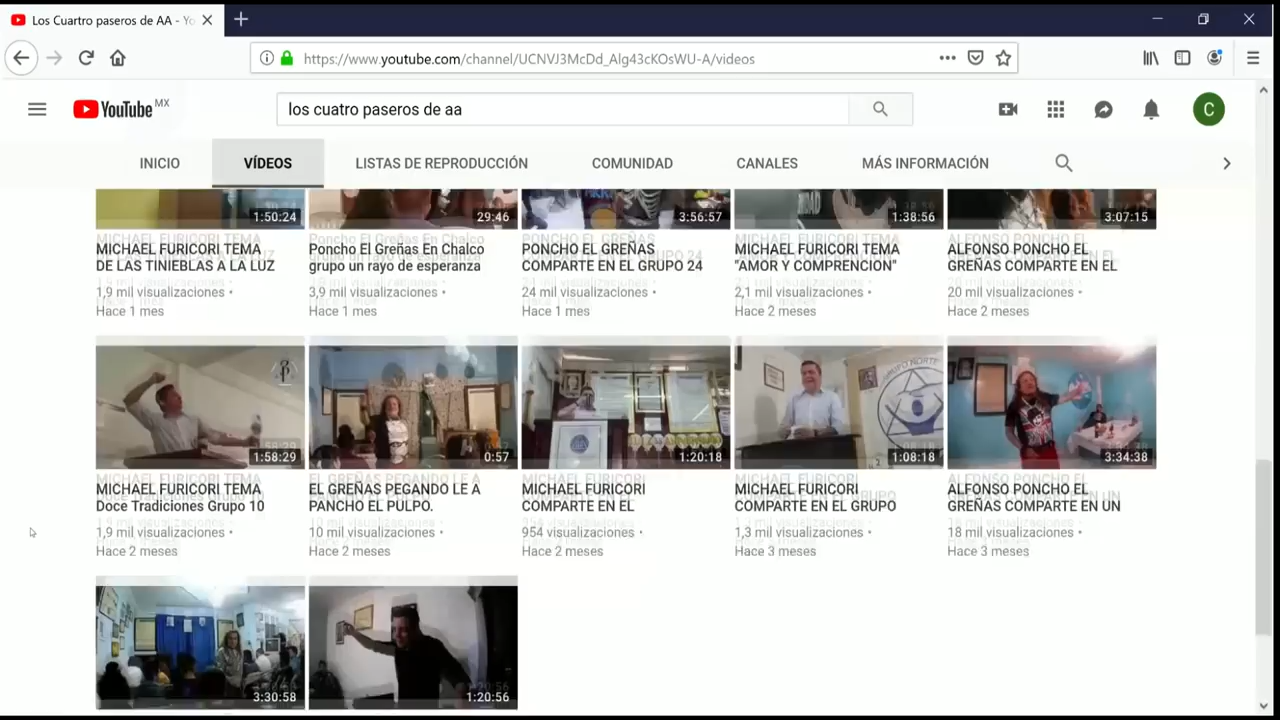 Los Cuartro paseros de AA - Yo
https://www.youtube.com/channel/UCNVJ3McDd_Alg43cKOsWU-A/videos
YouTube MX
los cuatro paseros de aa
C
INICIO
VÍDEOS
LISTAS DE REPRODUCCIÓN
COMUNIDAD
CANALES
MÁS INFORMACIÓN
1:50:24
29:46
3:56:57
1:38:56
3:07:15
MICHAEL FURICORI TEMA
DE LAS TINIEBLAS A LA LUZ
1,9 mil visualizaciones •
Hace 1 mes
Poncho El Greñas En Chalco
grupo un rayo de esperanza
3,9 mil visualizaciones •
Hace 1 mes
PONCHO EL GREÑAS
COMPARTE EN EL GRUPO 24
24 mil visualizaciones •
Hace 1 mes
MICHAEL FURICORI TEMA
"AMOR Y COMPRENCION"
2,1 mil visualizaciones •
Hace 2 meses
ALFONSO PONCHO EL
GREÑAS COMPARTE EN EL
20 mil visualizaciones •
Hace 2 meses
1:58:29
0:57
1:20:18
1:08:18
3:34:38
MICHAEL FURICORI TEMA
Doce Tradiciones Grupo 10
1,9 mil visualizaciones •
Hace 2 meses
EL GREÑAS PEGANDO LE A
PANCHO EL PULPO.
10 mil visualizaciones •
Hace 2 meses
MICHAEL FURICORI
COMPARTE EN EL
954 visualizaciones •
Hace 2 meses
MICHAEL FURICORI
COMPARTE EN EL GRUPO
1,3 mil visualizaciones •
Hace 3 meses
ALFONSO PONCHO EL
GREÑAS COMPARTE EN UN
18 mil visualizaciones •
Hace 3 meses
3:30:58
1:20:56